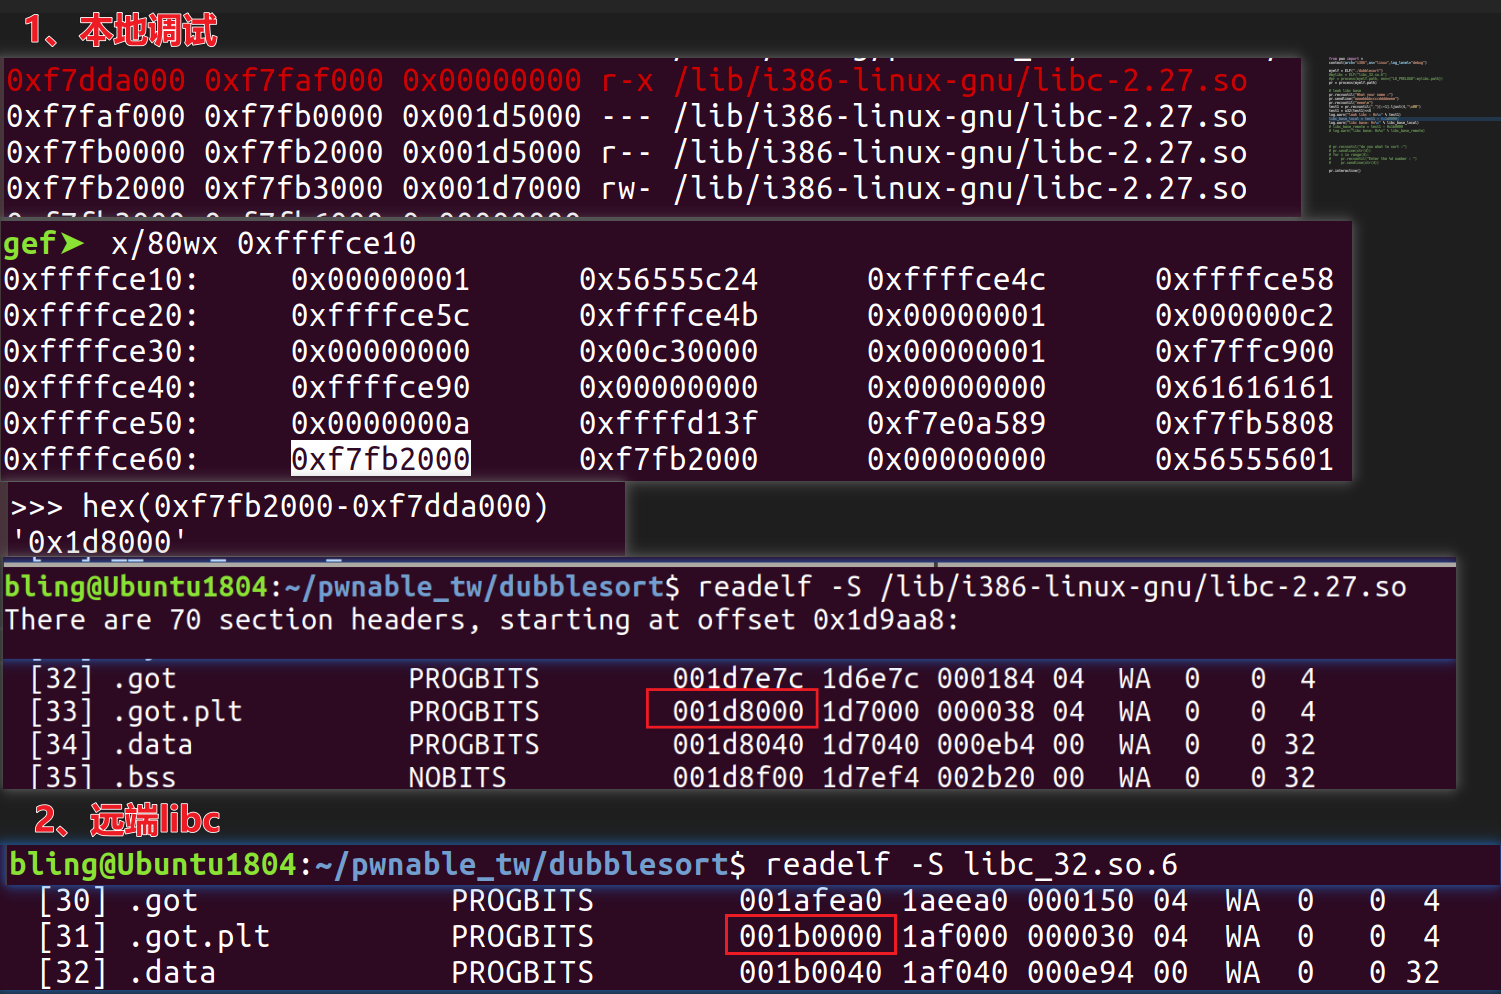 1、本地调试
0xf7dda000 0xf7faf000 0x00000000 r-- /lib/i386-linux-gnu/libc-2.27.so
0xf7faf000 0xf7fb0000 0x001d5000 --- /lib/i386-linux-gnu/libc-2.27.so
0xf7fb0000 0xf7fb2000 0x001d5000 r-- /lib/i386-linux-gnu/libc-2.27.so
0xf7fb2000 0xf7fb3000 0x001d7000 rw- /lib/i386-linux-gnu/libc-2.27.so
gef➤ x/80wx 0xffffce10
0xffffce10: 0x00000001 0x56555c24 0xffffce4c 0xffffce58
0xffffce20: 0xffffce5c 0xffffce4b 0x00000001 0x000000c2
0xffffce30: 0x00000000 0x00c30000 0x00000001 0xf7ffc900
0xffffce40: 0xffffce90 0x00000000 0x00000000 0x61616161
0xffffce50: 0x0000000a 0xffffd13f 0xf7e0a589 0xf7fb5808
0xffffce60: 0xf7fb2000 0xf7fb2000 0x00000000 0x56555601
>>> hex(0xf7fb2000-0xf7dda000)
'0x1d8000'
bling@Ubuntu1804:~/pwnable_tw/dubblesort$ readelf -S /lib/i386-linux-gnu/libc-2.27.so
There are 70 section headers, starting at offset 0x1d9aa8:
[32] .got PROGBITS 001d7e7c 1d6e7c 000184 04 WA 0 0 4
[33] .got.plt PROGBITS 001d8000 1d7000 000038 04 WA 0 0 4
[34] .data PROGBITS 001d8040 1d7040 000eb4 00 WA 0 0 32
[35] .bss NOBITS 001d8f00 1d7ef4 002b20 00 WA 0 0 32
2、远端libc
bling@Ubuntu1804:~/pwnable_tw/dubblesort$ readelf -S libc_32.so.6
[30] .got PROGBITS 001afea0 1aeea0 000150 04 WA 0 0 4
[31] .got.plt PROGBITS 001b0000 1af000 000030 04 WA 0 0 4
[32] .data PROGBITS 001b0040 1af040 000e94 00 WA 0 0 32